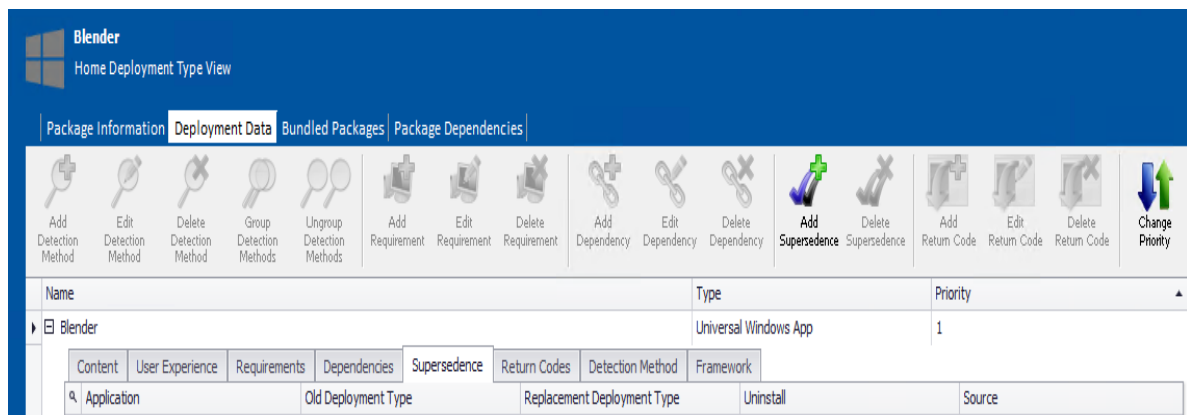 Blender
Home Deployment Type View
Package Information Deployment Data Bundled Packages Package Dependencies
Add Detection Method
Edit Detection Method
Delete Detection Method
Group Detection Methods
Ungroup Detection Methods
Add Requirement
Edit Requirement
Delete Requirement
Add Dependency
Edit Dependency
Delete Dependency
Add Supersedence
Delete Supersedence
Add Return Code
Edit Return Code
Delete Return Code
Change Priority
Name Type Priority
Blender Universal Windows App 1
Content User Experience Requirements Dependencies Supersedence Return Codes Detection Method Framework
Application Old Deployment Type Replacement Deployment Type Uninstall Source